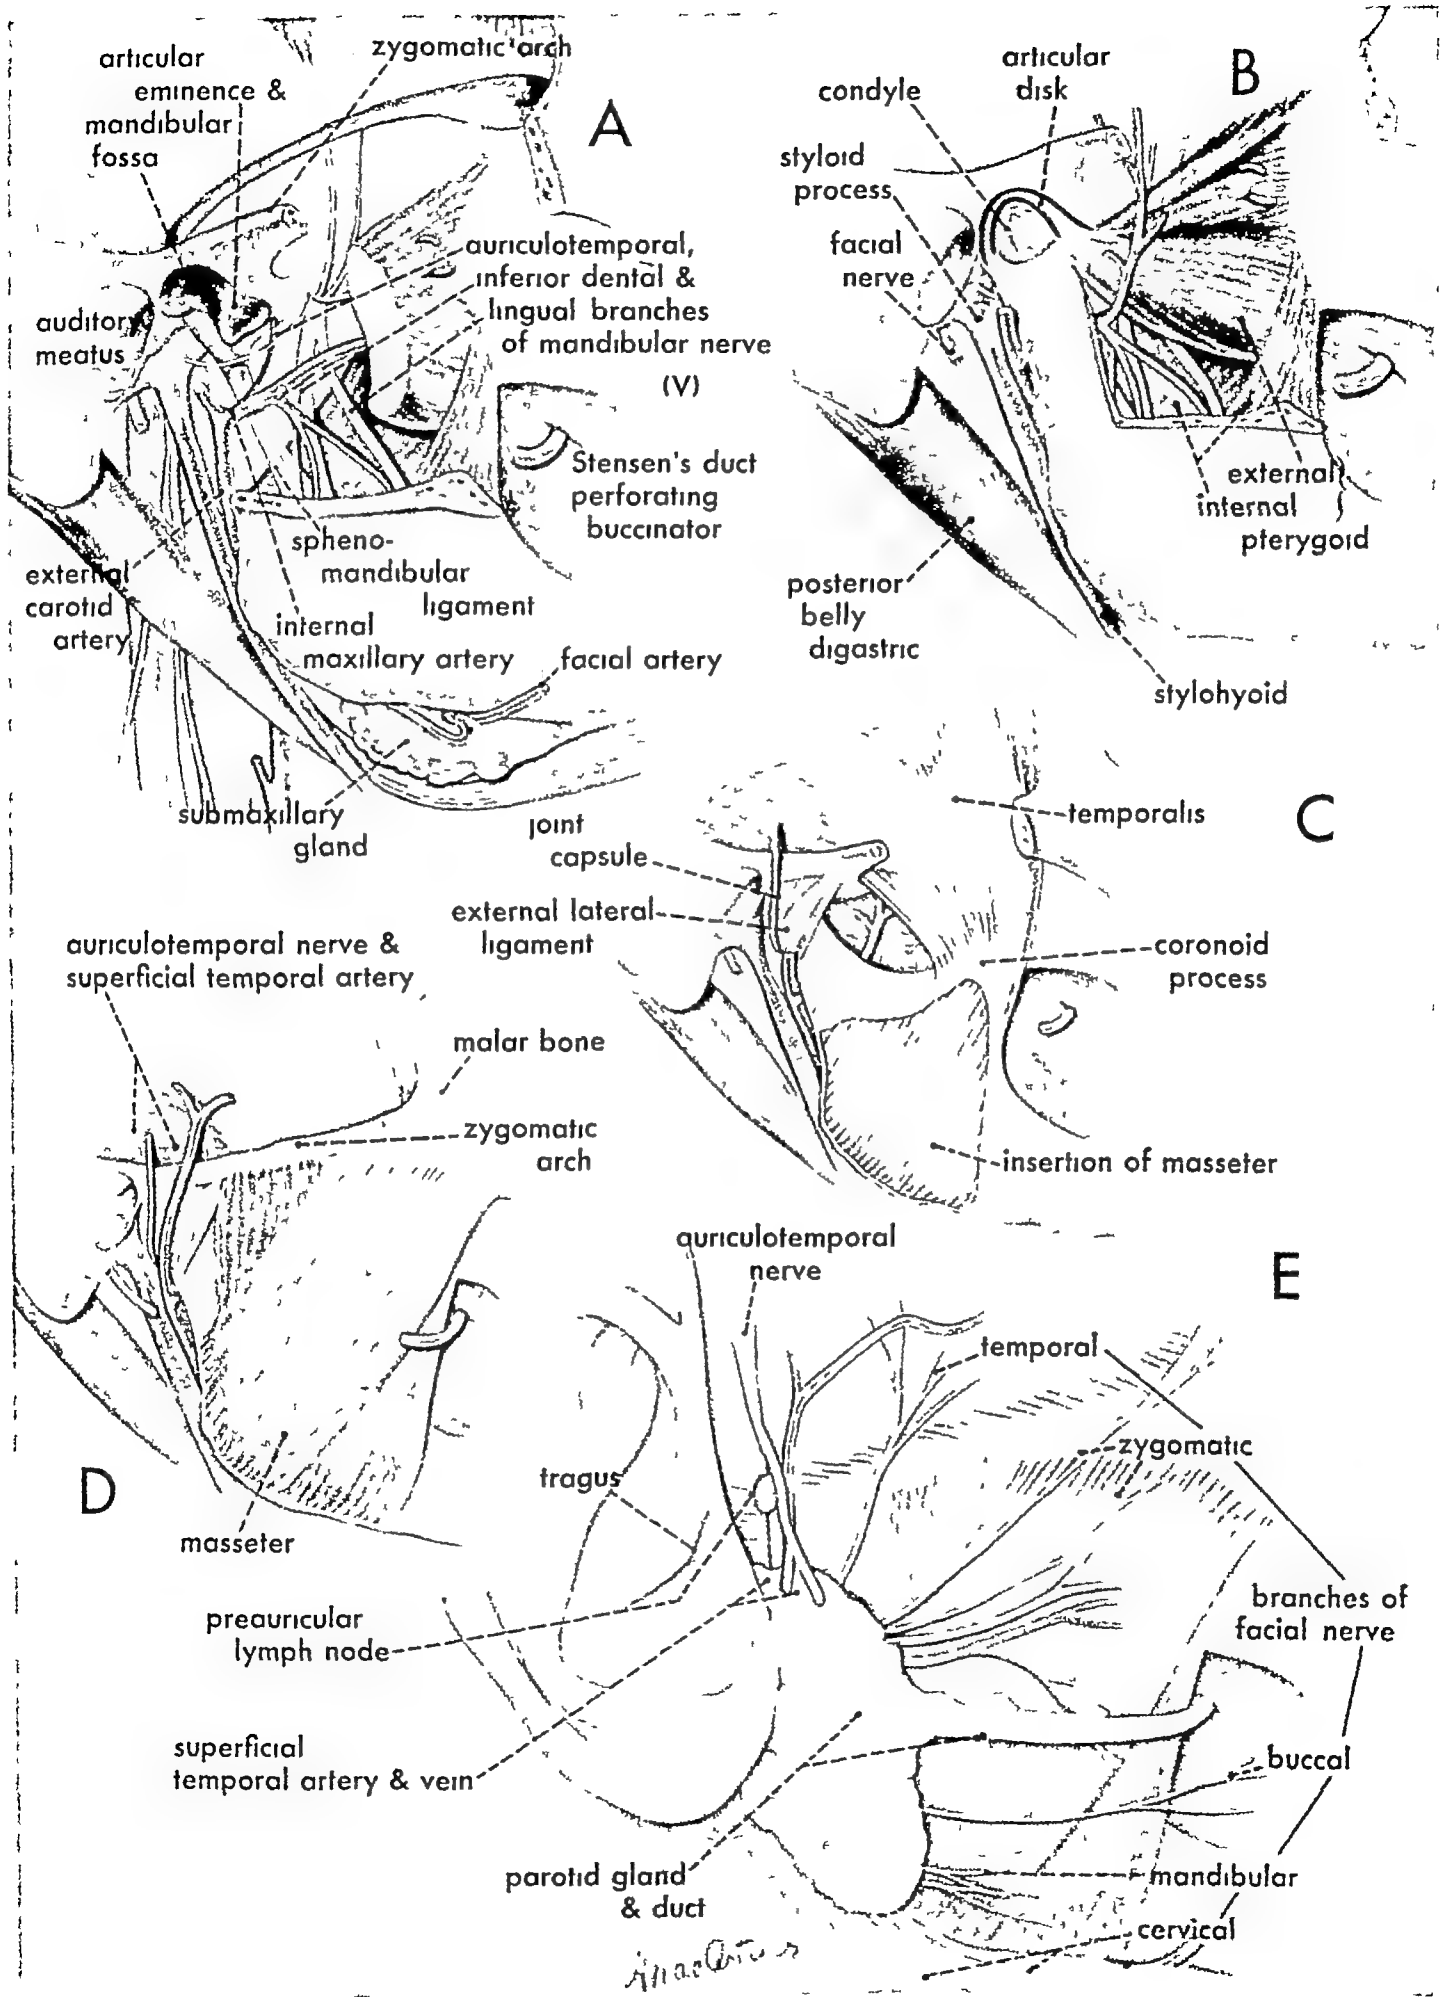 articular
eminence &
mandibular
fossa
zygomatic arch
A
auriculotemporal,
inferior dental &
lingual branches
of mandibular nerve
(V)
auditory
meatus
Stensen's duct
perforating
buccinator
spheno-
mandibular
ligament
external
carotid
artery
internal
maxillary artery
facial artery
submaxillary
gland
B
articular
disk
condyle
styloid
process
facial
nerve
external
internal
pterygoid
posterior
belly
digastric
stylohyoid
C
temporalis
joint
capsule
external lateral
ligament
coronoid
process
insertion of masseter
auriculotemporal nerve &
superficial temporal artery
malar bone
zygomatic
arch
D
masseter
E
auriculotemporal
nerve
temporal
zygomatic
tragus
branches of
facial nerve
preauricular
lymph node
superficial
temporal artery & vein
buccal
parotid gland
& duct
mandibular
cervical